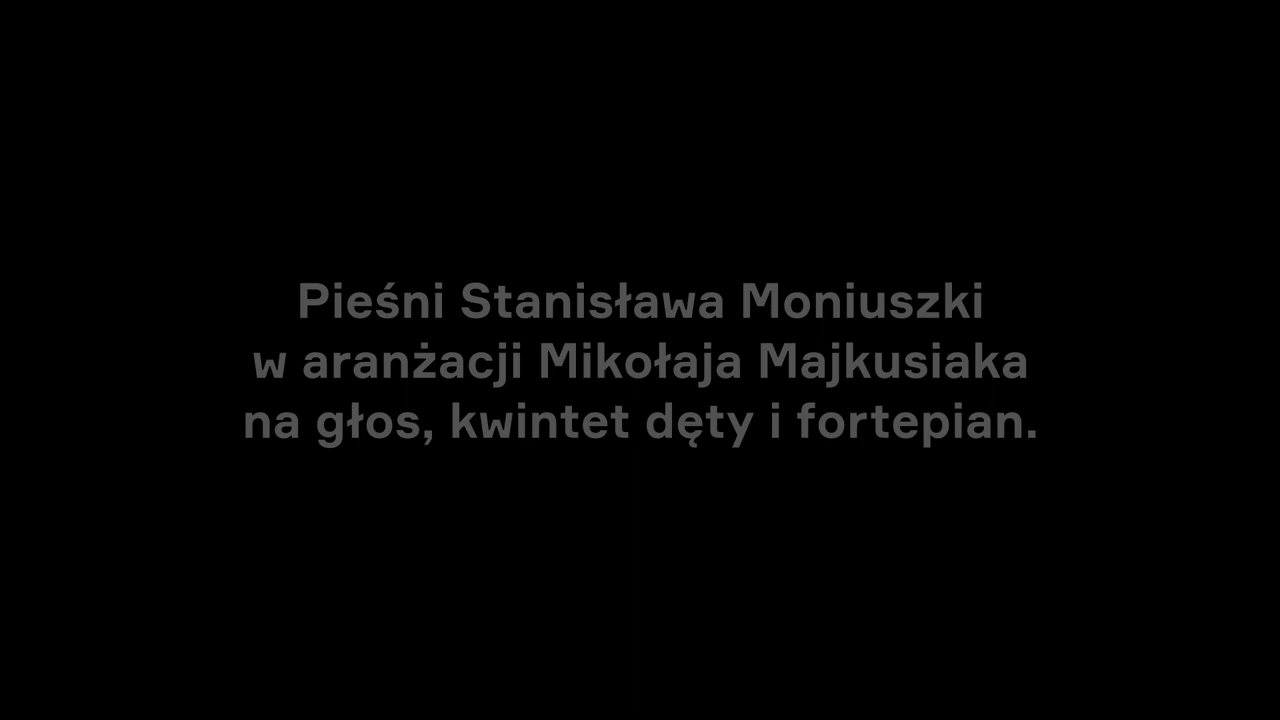 Pieśni Stanisława Moniuszki
w aranżacji Mikołaja Majkusiaka
na głos, kwintet dęty i fortepian.